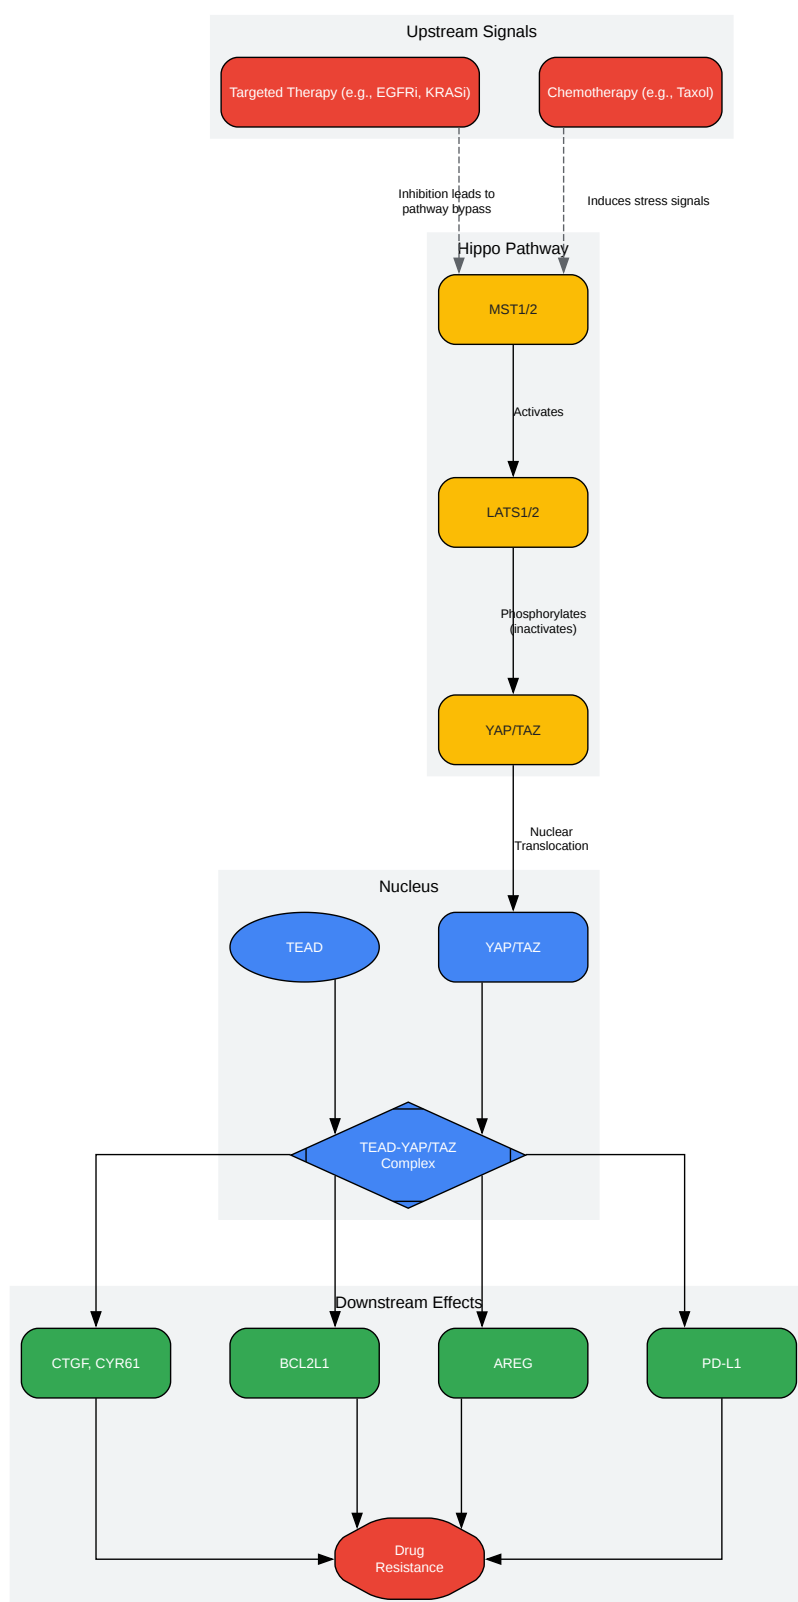 Upstream Signals
Targeted Therapy (e.g., EGFRi, KRASi)
Chemotherapy (e.g., Taxol)
Inhibition leads to
pathway bypass
Induces stress signals
Hippo Pathway
MST1/2
Activates
LATS1/2
Phosphorylates
(inactivates)
YAP/TAZ
Nuclear
Translocation
Nucleus
TEAD
YAP/TAZ
TEAD-YAP/TAZ
Complex
Downstream Effects
CTGF, CYR61
BCL2L1
AREG
PD-L1
Drug
Resistance